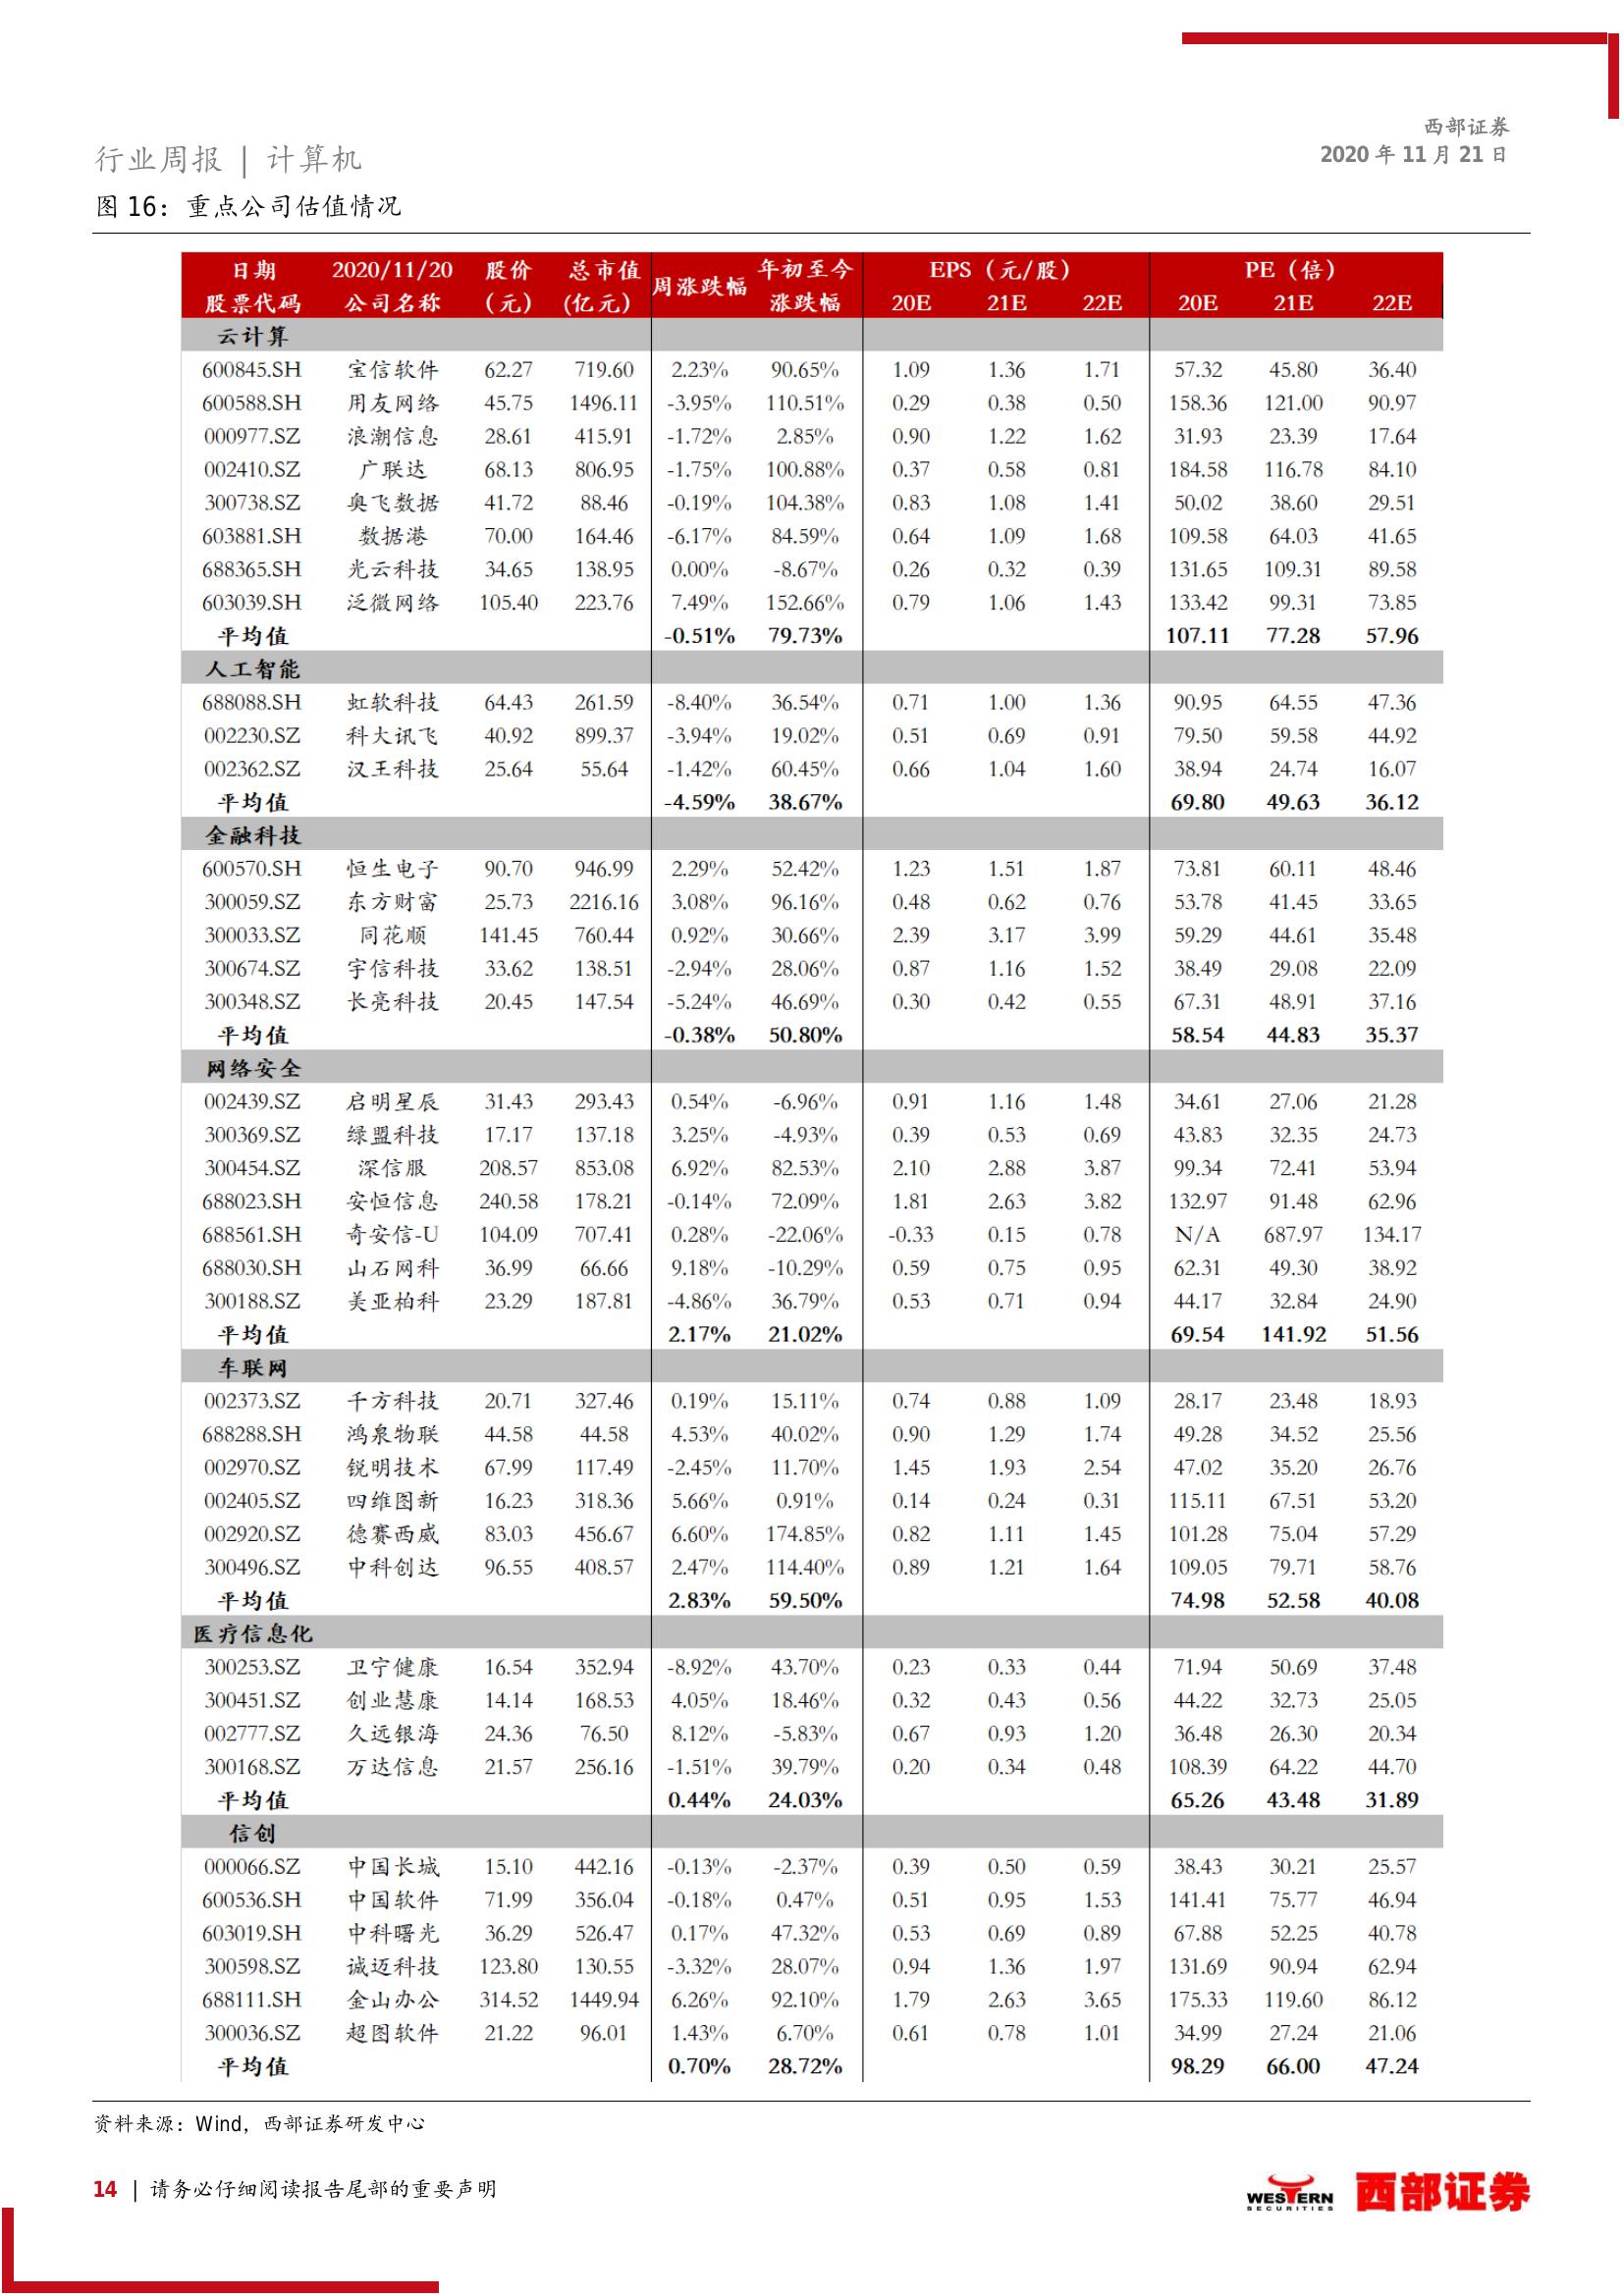 西部证券
行业周报 | 计算机
2020 年 11 月 21 日
图 16：重点公司估值情况
日期 2020/11/20 股价 总市值 周涨跌幅 年初至今 EPS（元/股） PE（倍）
股票代码 公司名称 （元） (亿元) 涨跌幅 20E 21E 22E 20E 21E 22E
云计算
600845.SH 宝信软件 62.27 719.60 2.23% 90.65% 1.09 1.36 1.71 57.32 45.80 36.40
600588.SH 用友网络 45.75 1496.11 -3.95% 110.51% 0.29 0.38 0.50 158.36 121.00 90.97
000977.SZ 浪潮信息 28.61 415.91 -1.72% 2.85% 0.90 1.22 1.62 31.93 23.39 17.64
002410.SZ 广联达 68.13 806.95 -1.75% 100.88% 0.37 0.58 0.81 184.58 116.78 84.10
300738.SZ 奥飞数据 41.72 88.46 -0.19% 104.38% 0.83 1.08 1.41 50.02 38.60 29.51
603881.SH 数据港 70.00 164.46 -6.17% 84.59% 0.64 1.09 1.68 109.58 64.03 41.65
688365.SH 光云科技 34.65 138.95 0.00% -8.67% 0.26 0.32 0.39 131.65 109.31 89.58
603039.SH 泛微网络 105.40 223.76 7.49% 152.66% 0.79 1.06 1.43 133.42 99.31 73.85
平均值 -0.51% 79.73% 107.11 77.28 57.96
人工智能
688088.SH 虹软科技 64.43 261.59 -8.40% 36.54% 0.71 1.00 1.36 90.95 64.55 47.36
002230.SZ 科大讯飞 40.92 899.37 -3.94% 19.02% 0.51 0.69 0.91 79.50 59.58 44.92
002362.SZ 汉王科技 25.64 55.64 -1.42% 60.45% 0.66 1.04 1.60 38.94 24.74 16.07
平均值 -4.59% 38.67% 69.80 49.63 36.12
金融科技
600570.SH 恒生电子 90.70 946.99 2.29% 52.42% 1.23 1.51 1.87 73.81 60.11 48.46
300059.SZ 东方财富 25.73 2216.16 3.08% 96.16% 0.48 0.62 0.76 53.78 41.45 33.65
300033.SZ 同花顺 141.45 760.44 0.92% 30.66% 2.39 3.17 3.99 59.29 44.61 35.48
300674.SZ 宇信科技 33.62 138.51 -2.94% 28.06% 0.87 1.16 1.52 38.49 29.08 22.09
300348.SZ 长亮科技 20.45 147.54 -5.24% 46.69% 0.30 0.42 0.55 67.31 48.91 37.16
平均值 -0.38% 50.80% 58.54 44.83 35.37
网络安全
002439.SZ 启明星辰 31.43 293.43 0.54% -6.96% 0.91 1.16 1.48 34.61 27.06 21.28
300369.SZ 绿盟科技 17.17 137.18 3.25% -4.93% 0.39 0.53 0.69 43.83 32.35 24.73
300454.SZ 深信服 208.57 853.08 6.92% 82.53% 2.10 2.88 3.87 99.34 72.41 53.94
688023.SH 安恒信息 240.58 178.21 -0.14% 72.09% 1.81 2.63 3.82 132.97 91.48 62.96
688561.SH 奇安信-U 104.09 707.41 0.28% -22.06% -0.33 0.15 0.78 N/A 687.97 134.17
688030.SH 山石网科 36.99 66.66 9.18% -10.29% 0.59 0.75 0.95 62.31 49.30 38.92
300188.SZ 美亚柏科 23.29 187.81 -4.86% 36.79% 0.53 0.71 0.94 44.17 32.84 24.90
平均值 2.17% 21.02% 69.54 141.92 51.56
车联网
002373.SZ 千方科技 20.71 327.46 0.19% 15.11% 0.74 0.88 1.09 28.17 23.48 18.93
688288.SH 鸿泉物联 44.58 44.58 4.53% 40.02% 0.90 1.29 1.74 49.28 34.52 25.56
002970.SZ 锐明技术 67.99 117.49 -2.45% 11.70% 1.45 1.93 2.54 47.02 35.20 26.76
002405.SZ 四维图新 16.23 318.36 5.66% 0.91% 0.14 0.24 0.31 115.11 67.51 53.20
002920.SZ 德赛西威 83.03 456.67 6.60% 174.85% 0.82 1.11 1.45 101.28 75.04 57.29
300496.SZ 中科创达 96.55 408.57 2.47% 114.40% 0.89 1.21 1.64 109.05 79.71 58.76
平均值 2.83% 59.50% 74.98 52.58 40.08
医疗信息化
300253.SZ 卫宁健康 16.54 352.94 -8.92% 43.70% 0.23 0.33 0.44 71.94 50.69 37.48
300451.SZ 创业慧康 14.14 168.53 4.05% 18.46% 0.32 0.43 0.56 44.22 32.73 25.05
002777.SZ 久远银海 24.36 76.50 8.12% -5.83% 0.67 0.93 1.20 36.48 26.30 20.34
300168.SZ 万达信息 21.57 256.16 -1.51% 39.79% 0.20 0.34 0.48 108.39 64.22 44.70
平均值 0.44% 24.03% 65.26 43.48 31.89
信创
000066.SZ 中国长城 15.10 442.16 -0.13% -2.37% 0.39 0.50 0.59 38.43 30.21 25.57
600536.SH 中国软件 71.99 356.04 -0.18% 0.47% 0.51 0.95 1.53 141.41 75.77 46.94
603019.SH 中科曙光 36.29 526.47 0.17% 47.32% 0.53 0.69 0.89 67.88 52.25 40.78
300598.SZ 诚迈科技 123.80 130.55 -3.32% 28.07% 0.94 1.36 1.97 131.69 90.94 62.94
688111.SH 金山办公 314.52 1449.94 6.26% 92.10% 1.79 2.63 3.65 175.33 119.60 86.12
300036.SZ 超图软件 21.22 96.01 1.43% 6.70% 0.61 0.78 1.01 34.99 27.24 21.06
平均值 0.70% 28.72% 98.29 66.00 47.24
资料来源：Wind，西部证券研发中心
14 | 请务必仔细阅读报告尾部的重要声明
WESTERN SECURITIES 西部证券